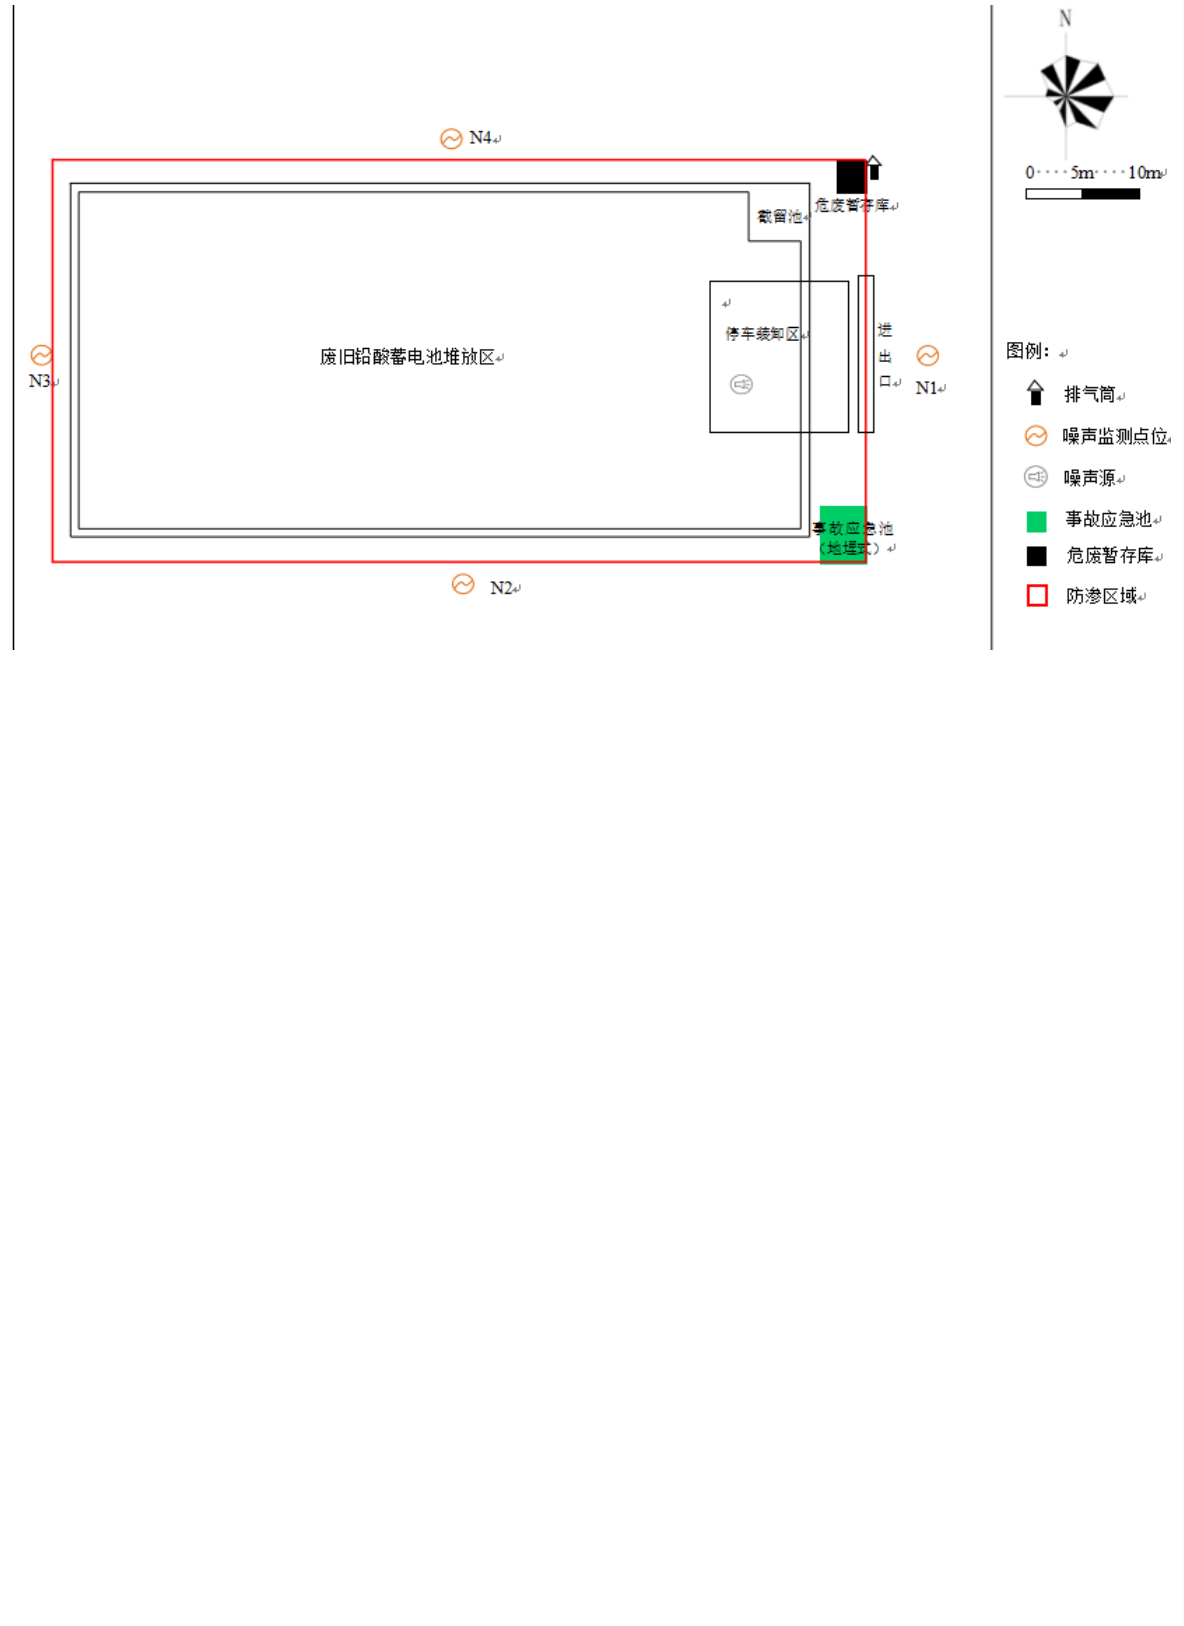 N
0····5m····10m
N4
危废暂存库
截留池
停车装卸区
进
出
口
废旧铅酸蓄电池堆放区
N3
N1
事故应急池
（地埋式）
N2
图例：
排气筒
噪声监测点位
噪声源
事故应急池
危废暂存库
防渗区域